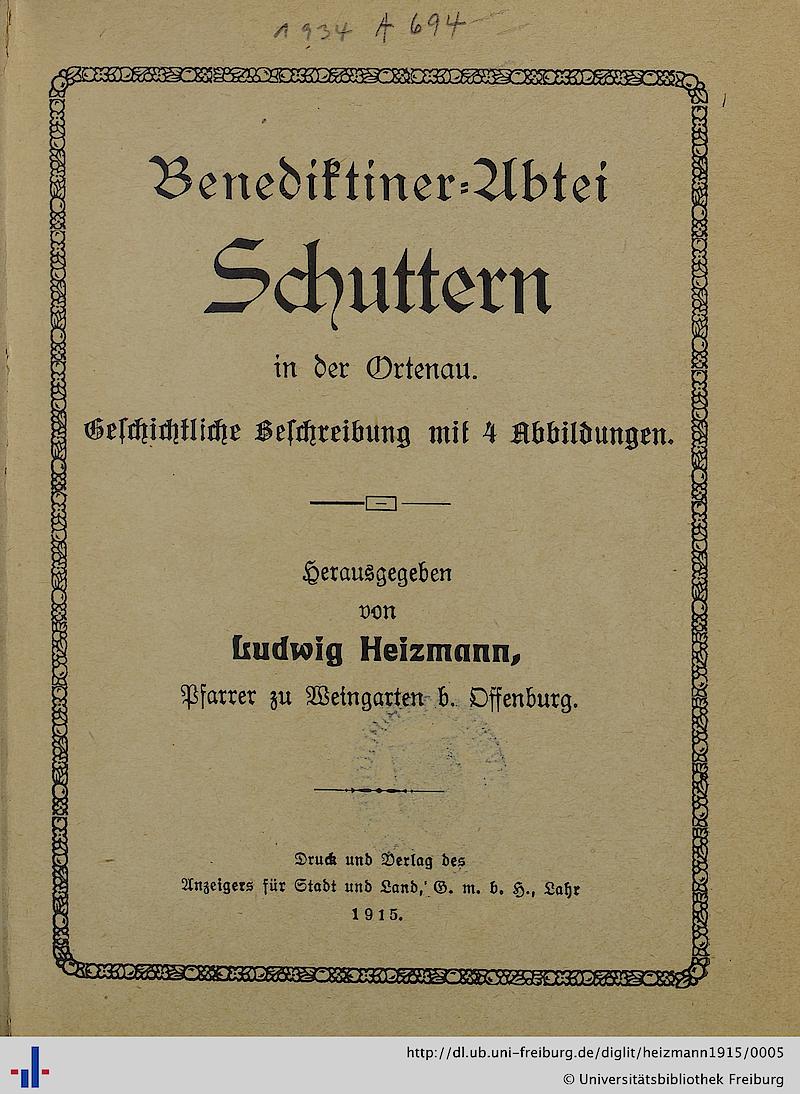 1934 A 694
Benediktiner-Abtei
Schuttern
in der Ortenau.
Geschichtliche Beschreibung mit 4 Abbildungen.
Herausgegeben
von
Ludwig Heizmann,
Pfarrer zu Weingarten b. Offenburg.
Druck und Verlag des
Anzeigers für Stadt und Land, G. m. b. H., Lahr
1915.
http://dl.ub.uni-freiburg.de/diglit/heizmann1915/0005
© Universitätsbibliothek Freiburg